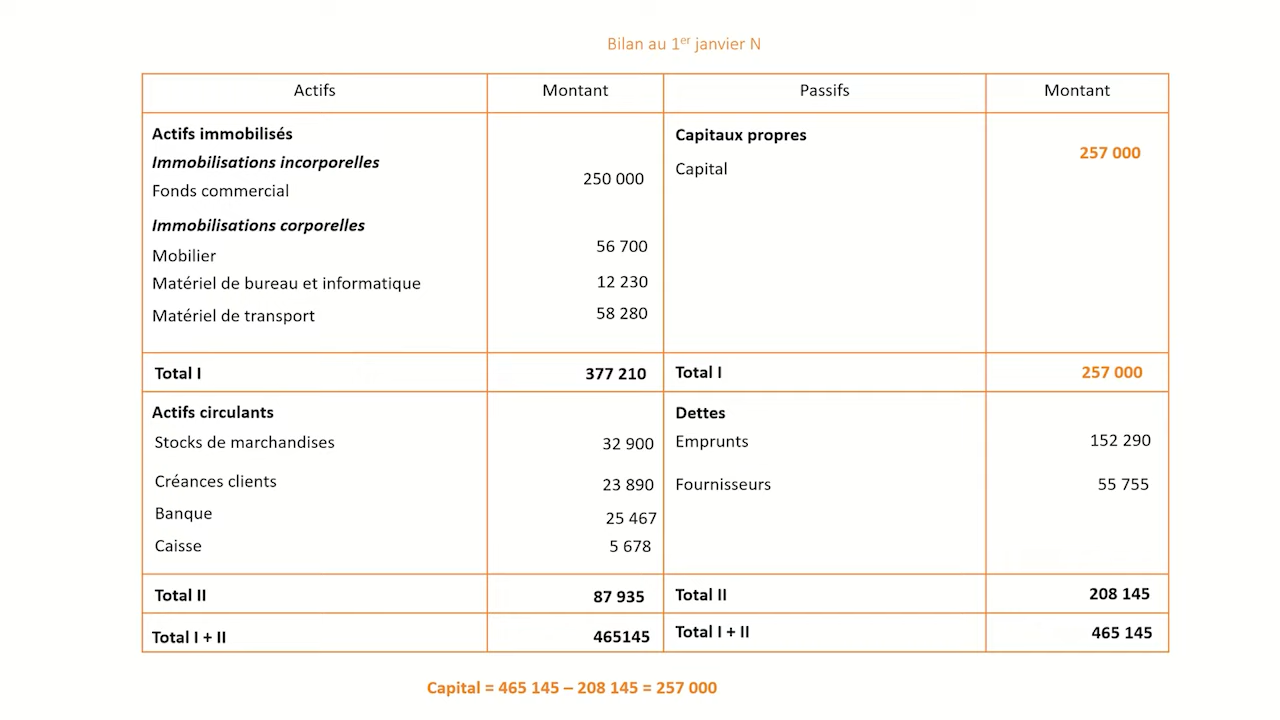 Bilan au 1er janvier N
Actifs Montant Passifs Montant
Actifs immobilisés
Immobilisations incorporelles
Fonds commercial 250 000
Immobilisations corporelles
Mobilier 56 700
Matériel de bureau et informatique 12 230
Matériel de transport 58 280
Capitaux propres
Capital 257 000
Total I 377 210 Total I 257 000
Actifs circulants
Stocks de marchandises 32 900
Créances clients 23 890
Banque 25 467
Caisse 5 678
Dettes
Emprunts 152 290
Fournisseurs 55 755
Total II 87 935 Total II 208 145
Total I + II 465145 Total I + II 465 145
Capital = 465 145 – 208 145 = 257 000